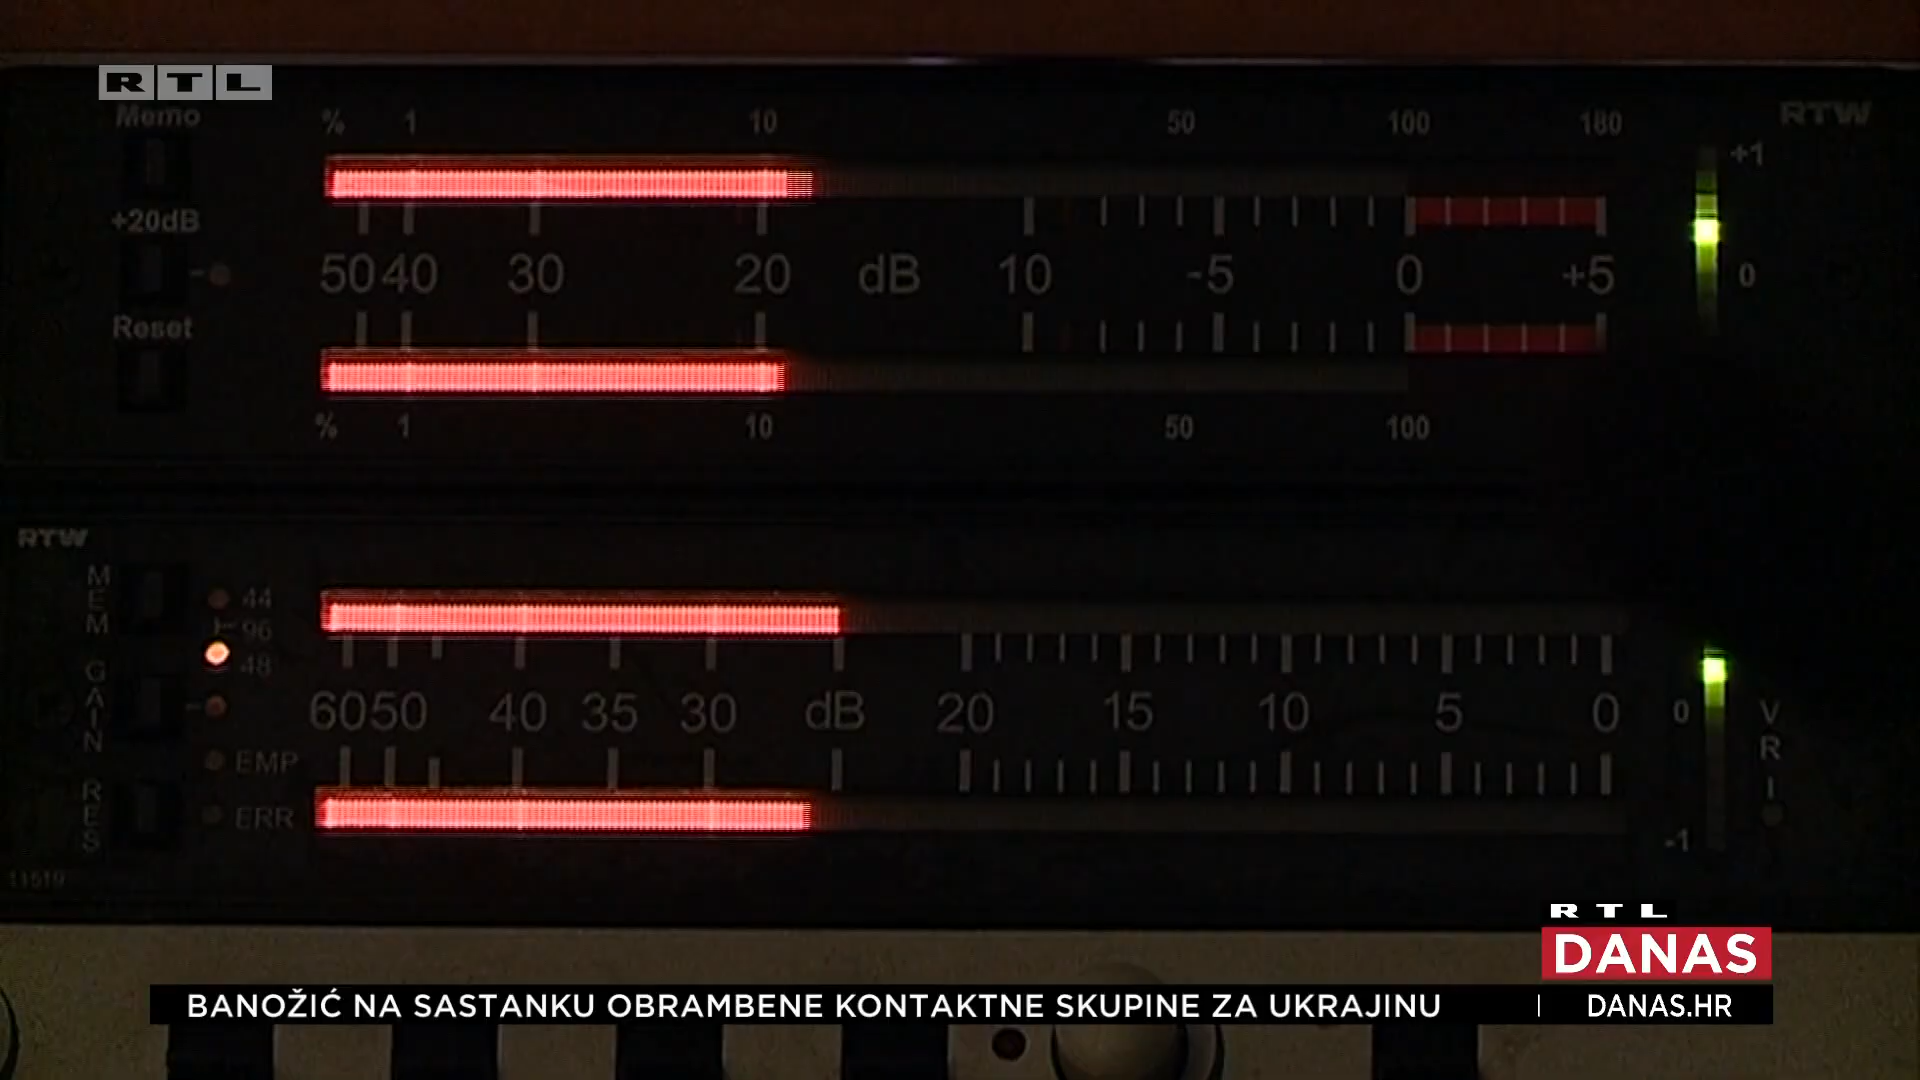 RTL
Memo
% 1 10 50 100 180
RTW
+1
+20dB
50 40 30 20 dB 10 -5 0 +5
0
Reset
% 1 10 50 100
RTW
MEM
44
96
48
GAIN
60 50 40 35 30 dB 20 15 10 5 0
0
VRI
EMP
RES
ERR
-1
11519
RTL
DANAS
BANOŽIĆ NA SASTANKU OBRAMBENE KONTAKTNE SKUPINE ZA UKRAJINU | DANAS.HR